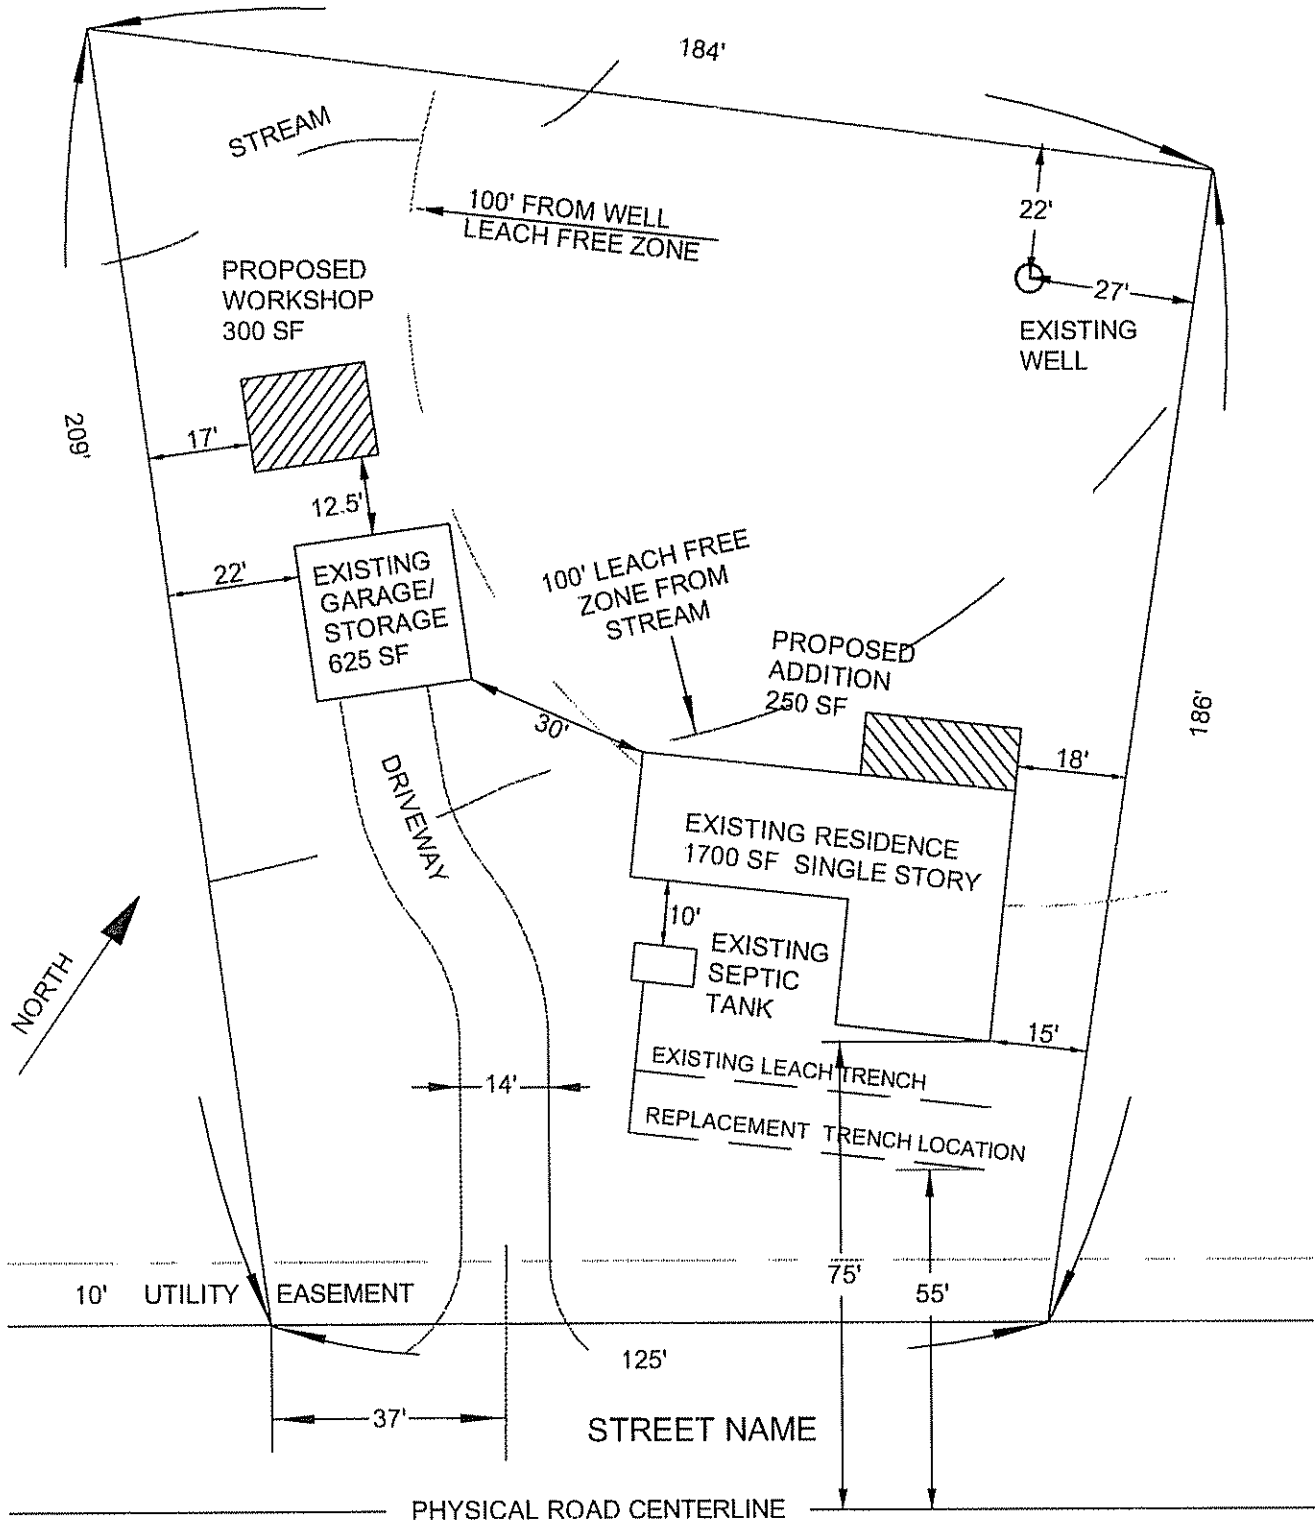 184'
STREAM
100' FROM WELL
LEACH FREE ZONE
22'
27'
EXISTING
WELL
PROPOSED
WORKSHOP
300 SF
209'
17'
12.5'
22'
EXISTING
GARAGE/
STORAGE
625 SF
100' LEACH FREE
ZONE FROM
STREAM
PROPOSED
ADDITION
250 SF
186'
30'
18'
DRIVEWAY
EXISTING RESIDENCE
1700 SF SINGLE STORY
10'
EXISTING
SEPTIC
TANK
NORTH
15'
14'
EXISTING LEACH TRENCH
REPLACEMENT TRENCH LOCATION
75'
55'
10' UTILITY EASEMENT
125'
37'
STREET NAME
PHYSICAL ROAD CENTERLINE